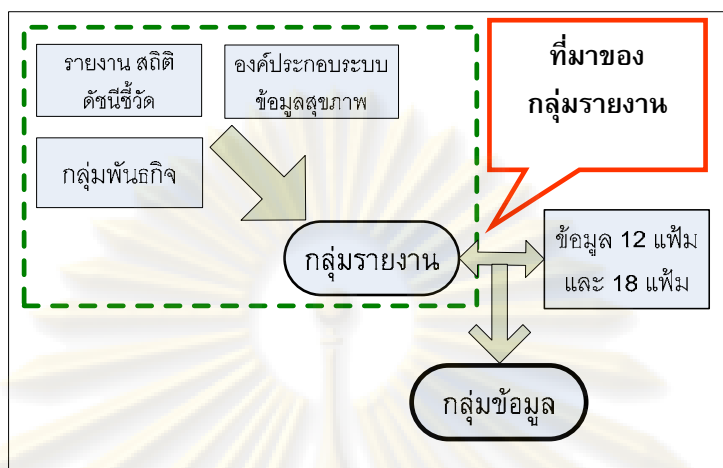 รายงาน สถิติ
ดัชนีชี้วัด
องค์ประกอบระบบ
ข้อมูลสุขภาพ
ที่มาของ
กลุ่มรายงาน
กลุ่มพันธกิจ
กลุ่มรายงาน
ข้อมูล 12 แฟ้ม
และ 18 แฟ้ม
กลุ่มข้อมูล